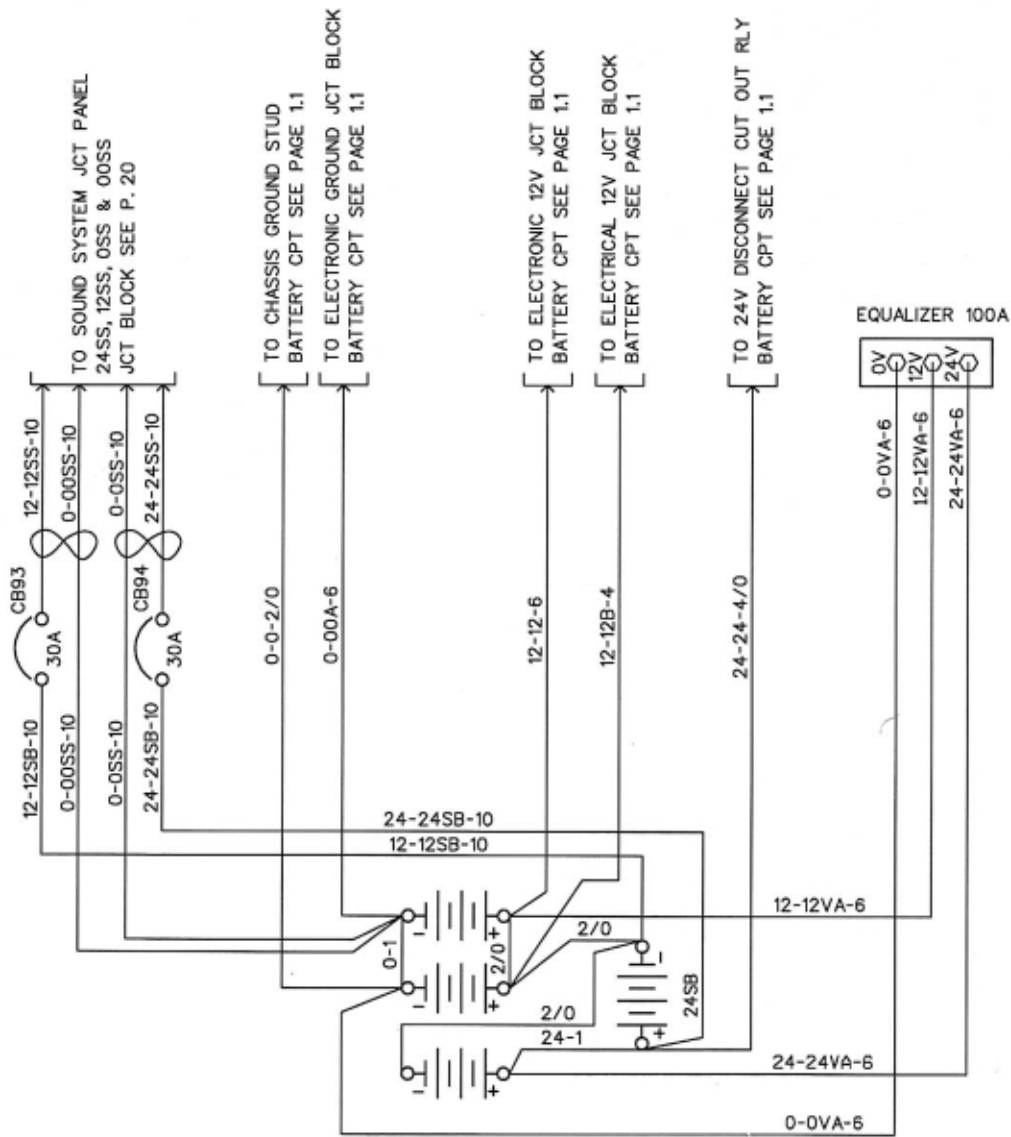 TO SOUND SYSTEM JCT PANEL
24SS, 12SS, 0SS & 00SS
JCT BLOCK SEE P. 20
TO CHASSIS GROUND STUD
BATTERY CPT SEE PAGE 1.1
TO ELECTRONIC GROUND JCT BLOCK
BATTERY CPT SEE PAGE 1.1
TO ELECTRONIC 12V JCT BLOCK
BATTERY CPT SEE PAGE 1.1
TO ELECTRICAL 12V JCT BLOCK
BATTERY CPT SEE PAGE 1.1
TO 24V DISCONNECT CUT OUT RLY
BATTERY CPT SEE PAGE 1.1
EQUALIZER 100A
0V
12V
24V
12-12SS-10
0-00SS-10
0-0SS-10
24-24SS-10
CB93
30A
CB94
30A
12-12SB-10
0-00SS-10
0-0SS-10
24-24SB-10
0-0-2/0
0-00A-6
12-12-6
12-12B-4
24-24-4/0
0-0VA-6
12-12VA-6
24-24VA-6
24-24SB-10
12-12SB-10
12-12VA-6
-
+
0-1
2/0
2/0
-
+
2/0
24-1
-
+
24SB
-
+
24-24VA-6
0-0VA-6